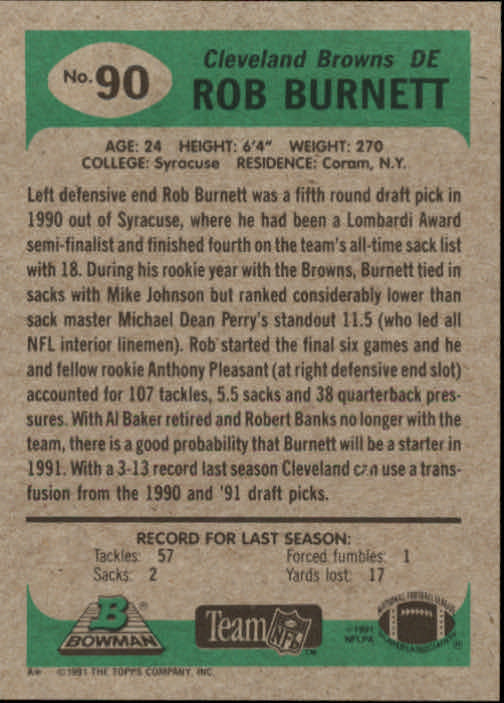 No. 90
Cleveland Browns DE
ROB BURNETT
AGE: 24 HEIGHT: 6'4" WEIGHT: 270
COLLEGE: Syracuse RESIDENCE: Coram, N.Y.
Left defensive end Rob Burnett was a fifth round draft pick in
1990 out of Syracuse, where he had been a Lombardi Award
semi-finalist and finished fourth on the team's all-time sack list
with 18. During his rookie year with the Browns, Burnett tied in
sacks with Mike Johnson but ranked considerably lower than
sack master Michael Dean Perry's standout 11.5 (who led all
NFL interior linemen). Rob started the final six games and he
and fellow rookie Anthony Pleasant (at right defensive end slot)
accounted for 107 tackles, 5.5 sacks and 38 quarterback pres-
sures. With Al Baker retired and Robert Banks no longer with the
team, there is a good probability that Burnett will be a starter in
1991. With a 3-13 record last season Cleveland can use a trans-
fusion from the 1990 and '91 draft picks.
RECORD FOR LAST SEASON:
Tackles: 57 Forced fumbles: 1
Sacks: 2 Yards lost: 17
B ®
BOWMAN
Team NFL ™
© 1991
NFLPA
NATIONAL FOOTBALL LEAGUE
PLAYERS ASSOCIATION ®
A* © 1991 THE TOPPS COMPANY, INC.